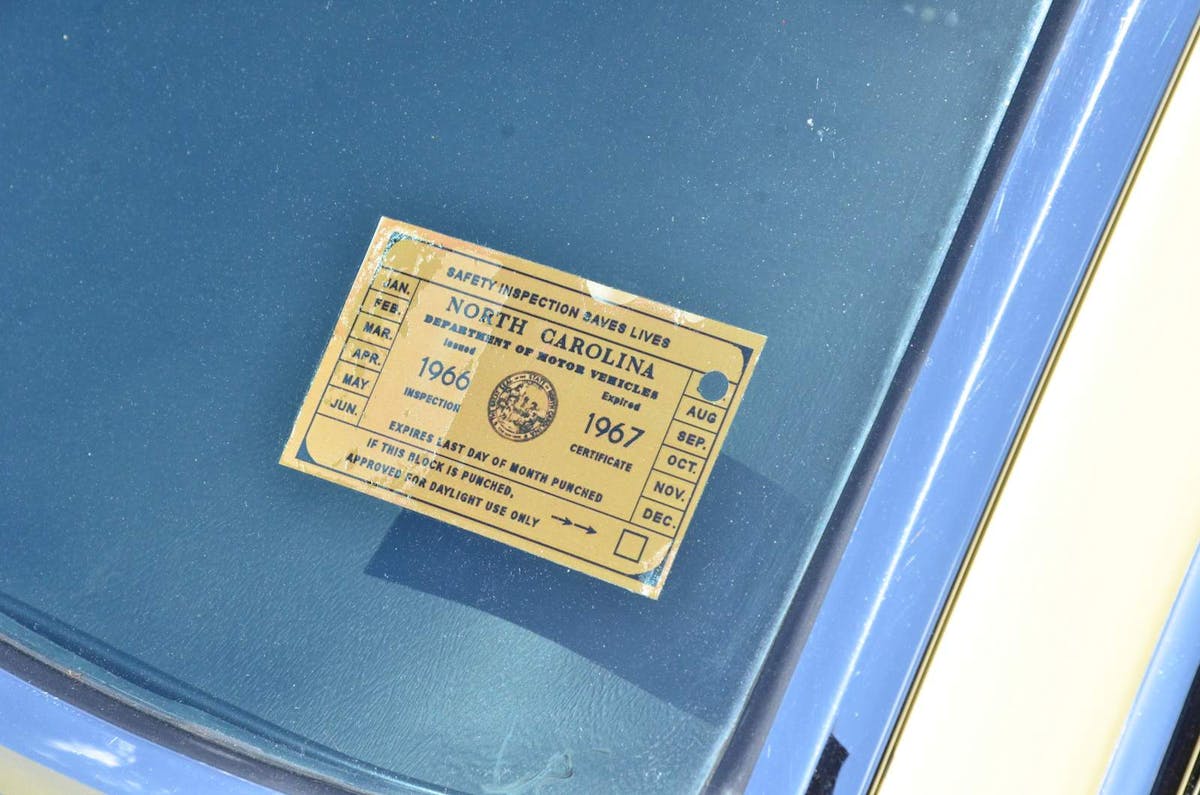 SAFETY INSPECTION SAVES LIVES
NORTH CAROLINA
DEPARTMENT OF MOTOR VEHICLES
Issued
1966
INSPECTION
Expired
1967
CERTIFICATE
JAN.
FEB.
MAR.
APR.
MAY
JUN.
AUG
SEP.
OCT.
NOV.
DEC.
EXPIRES LAST DAY OF MONTH PUNCHED
IF THIS BLOCK IS PUNCHED,
APPROVED FOR DAYLIGHT USE ONLY